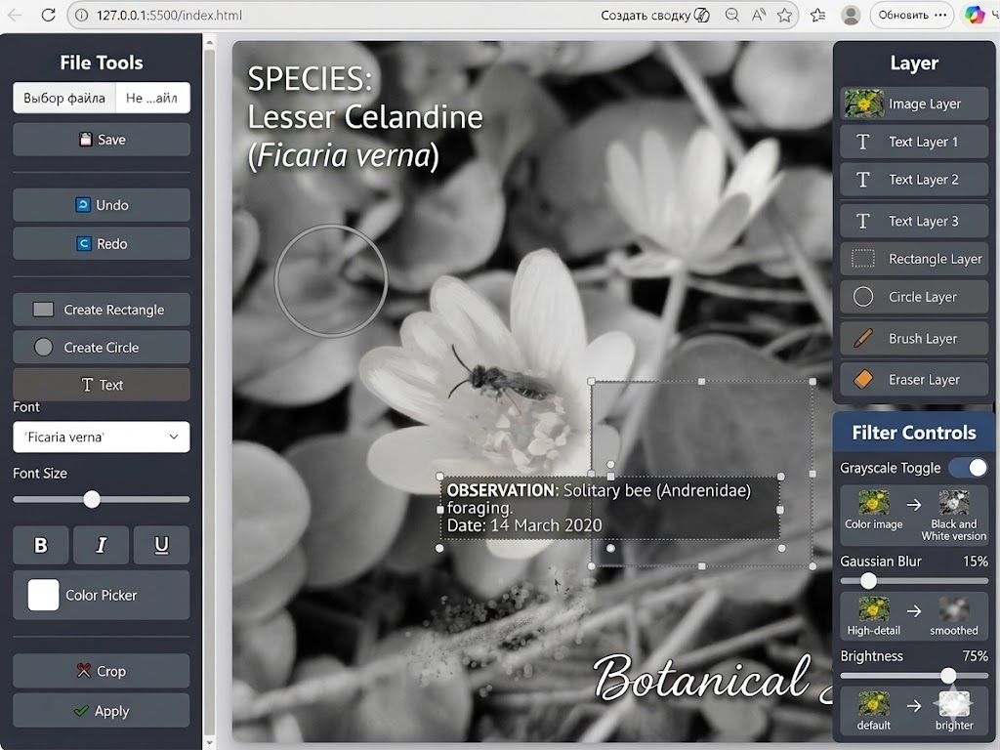 127.0.0.1:5500/index.html
Создать сводку
Обновить
File Tools
Выбор файла Не ...айл
Save
Undo
Redo
Create Rectangle
Create Circle
T Text
Font
'Ficaria verna'
Font Size
B I U
Color Picker
Crop
Apply
SPECIES:
Lesser Celandine
(Ficaria verna)
OBSERVATION: Solitary bee (Andrenidae)
foraging.
Date: 14 March 2020
Botanical
Layer
Image Layer
T Text Layer 1
T Text Layer 2
T Text Layer 3
Rectangle Layer
Circle Layer
Brush Layer
Eraser Layer
Filter Controls
Grayscale Toggle
Color image
Black and
White version
Gaussian Blur 15%
High-detail smoothed
Brightness 75%
default brighter